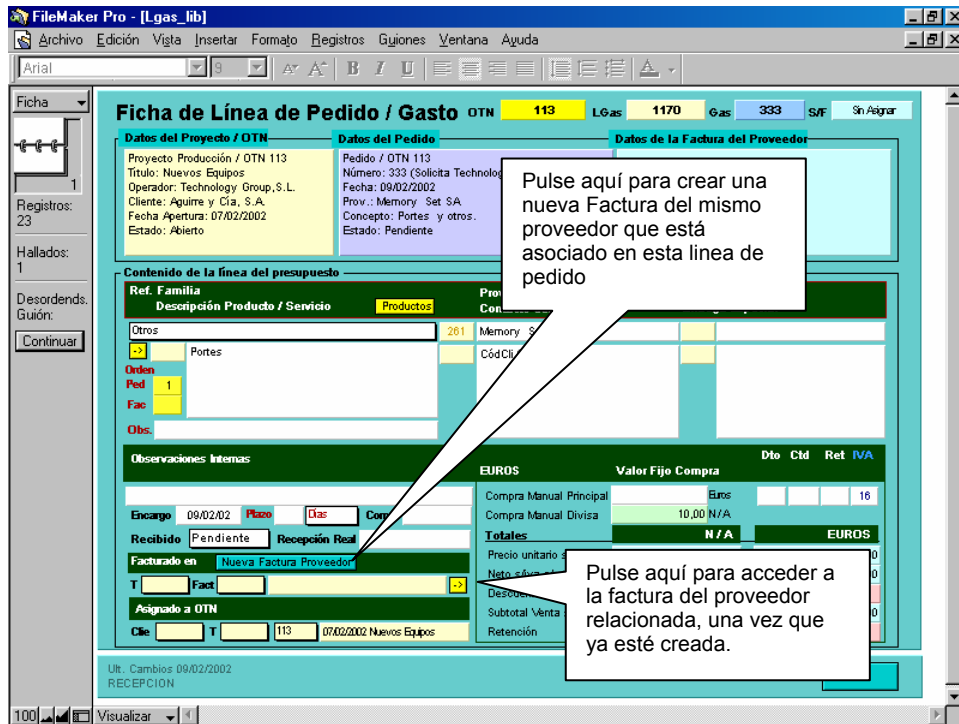 FileMaker Pro - [Lgas_lib]
Archivo Edición Vista Insertar Formato Registros Guiones Ventana Ayuda
Arial 9 B I U A
Ficha
1
Registros:
23
Hallados:
1
Desordends.
Guión:
Continuar
Ficha de Línea de Pedido / Gasto OTN 113 LGas 1170 Gas 333 S/F Sin Asignar
Datos del Proyecto / OTN
Proyecto Producción / OTN 113
Título: Nuevos Equipos
Operador: Technology Group,S.L.
Cliente: Aguirre y Cía, S.A.
Fecha Apertura: 07/02/2002
Estado: Abierto
Datos del Pedido
Pedido / OTN 113
Número: 333 (Solicita Technolog
Fecha: 09/02/2002
Prov.: Memory Set SA
Concepto: Portes y otros.
Estado: Pendiente
Datos de la Factura del Proveedor
Pulse aquí para crear una
nueva Factura del mismo
proveedor que está
asociado en esta linea de
pedido
Contenido de la línea del presupuesto
Ref. Familia
Descripción Producto / Servicio Productos
Otros 261 Memory
-> Portes CódCli
Orden
Ped 1
Fac
Obs.
Observaciones Internas
EUROS Valor Fijo Compra Dto Ctd Ret IVA
Compra Manual Principal Euros 16
Compra Manual Divisa 10,00 N/A
Totales N/A EUROS
Precio unitario
Subtotal Venta
Retención
Encargo 09/02/02 Plazo Días
Recibido Pendiente Recepción Real
Facturado en Nueva Factura Proveedor
T Fact ->
Asignado a OTN
Clie T 113 07/02/2002 Nuevos Equipos
Pulse aquí para acceder a
la factura del proveedor
relacionada, una vez que
ya esté creada.
Ult. Cambios 09/02/2002
RECEPCION
100 Visualizar